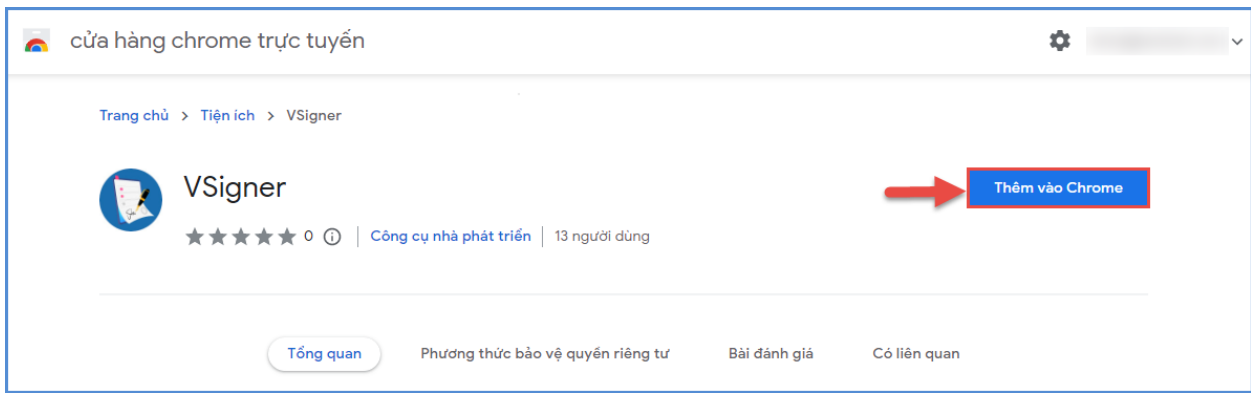 cửa hàng chrome trực tuyến
Trang chủ > Tiện ích > VSigner
VSigner
Thêm vào Chrome
0 | Công cụ nhà phát triển | 13 người dùng
Tổng quan Phương thức bảo vệ quyền riêng tư Bài đánh giá Có liên quan